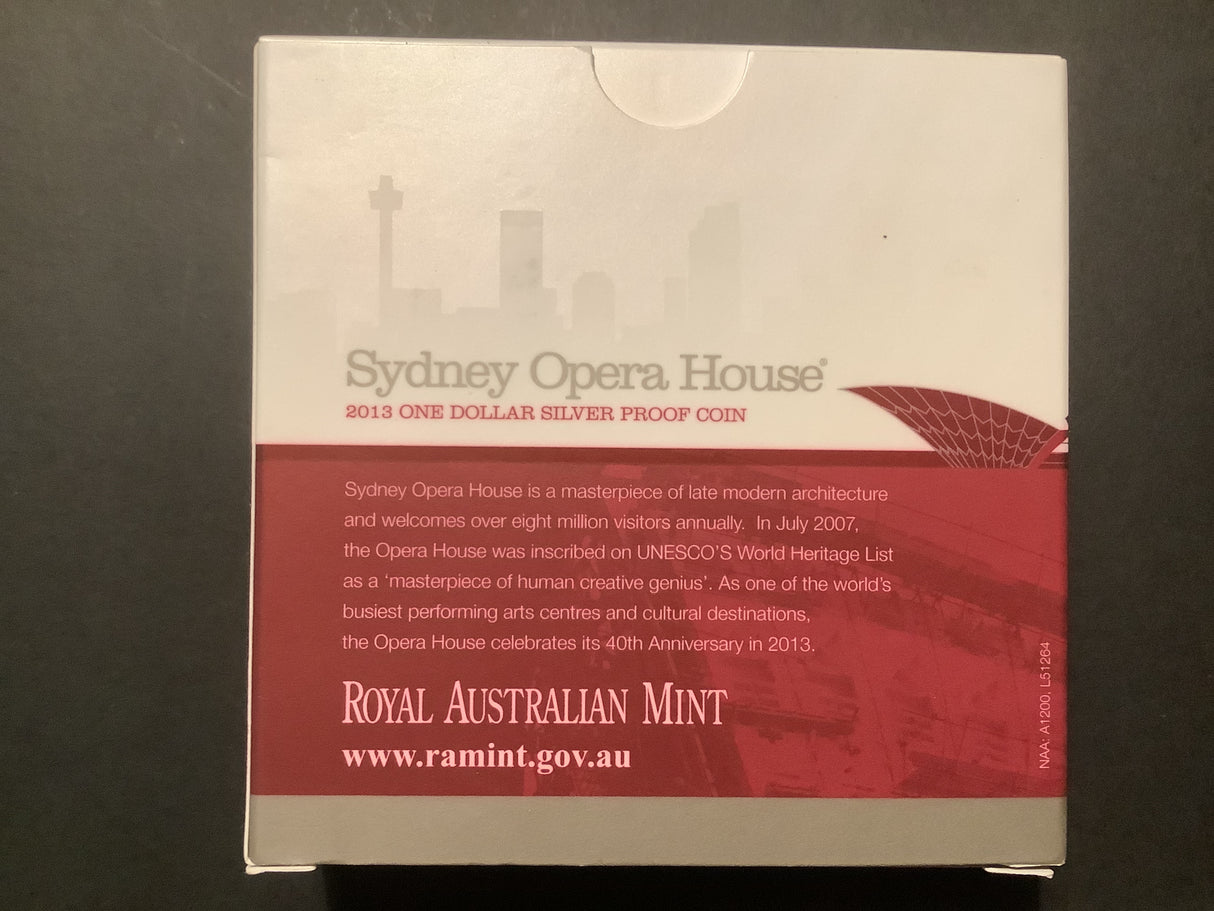 Sydney Opera House®
2013 ONE DOLLAR SILVER PROOF COIN
Sydney Opera House is a masterpiece of late modern architecture
and welcomes over eight million visitors annually.  In July 2007,
the Opera House was inscribed on UNESCO'S World Heritage List
as a ‘masterpiece of human creative genius’. As one of the world's
busiest performing arts centres and cultural destinations,
the Opera House celebrates its 40th Anniversary in 2013.
ROYAL AUSTRALIAN MINT
www.ramint.gov.au
NAA: A1200, L51264